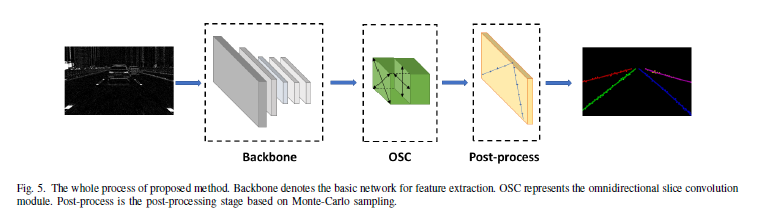 Backbone
OSC
Post-process
Fig. 5. The whole process of proposed method. Backbone denotes the basic network for feature extraction. OSC represents the omnidirectional slice convolution
module. Post-process is the post-processing stage based on Monte-Carlo sampling.